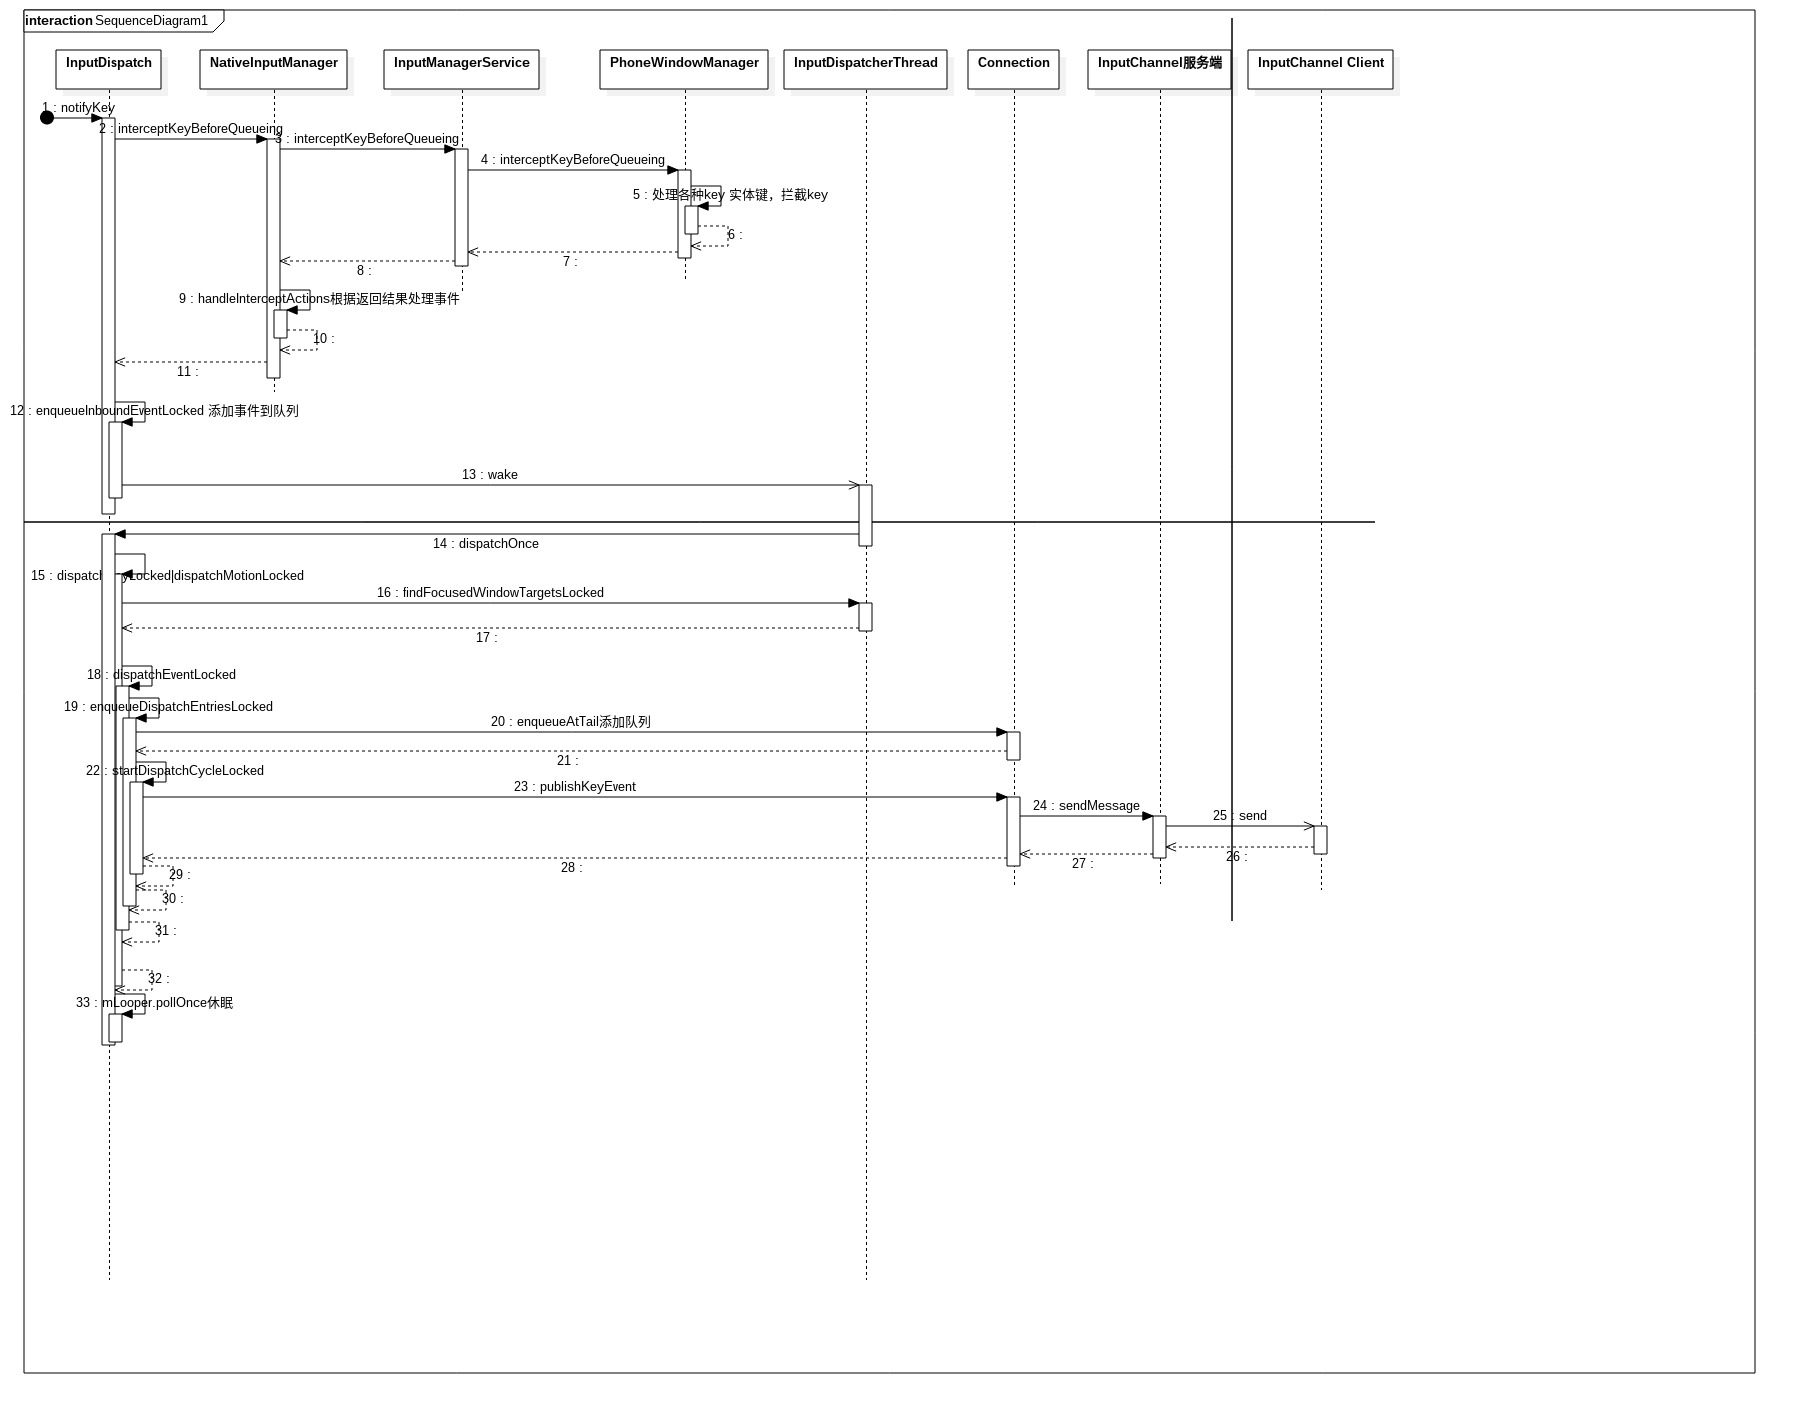 interaction SequenceDiagram1
InputDispatch
NativeInputManager
InputManagerService
PhoneWindowManager
InputDispatcherThread
Connection
InputChannel服务端
InputChannel Client
1 : notifyKey
2 : interceptKeyBeforeQueueing
3 : interceptKeyBeforeQueueing
4 : interceptKeyBeforeQueueing
5 : 处理各种key 实体键，拦截key
6 :
7 :
8 :
9 : handleInterceptActions根据返回结果处理事件
10 :
11 :
12 : enqueueInboundEventLocked 添加事件到队列
13 : wake
14 : dispatchOnce
15 : dispatch yLocked|dispatchMotionLocked
16 : findFocusedWindowTargetsLocked
17 :
18 : dispatchEventLocked
19 : enqueueDispatchEntriesLocked
20 : enqueueAtTail添加队列
21 :
22 : startDispatchCycleLocked
23 : publishKeyEvent
24 : sendMessage
25 : send
26 :
27 :
28 :
29 :
30 :
31 :
32 :
33 : mLooper.pollOnce休眠